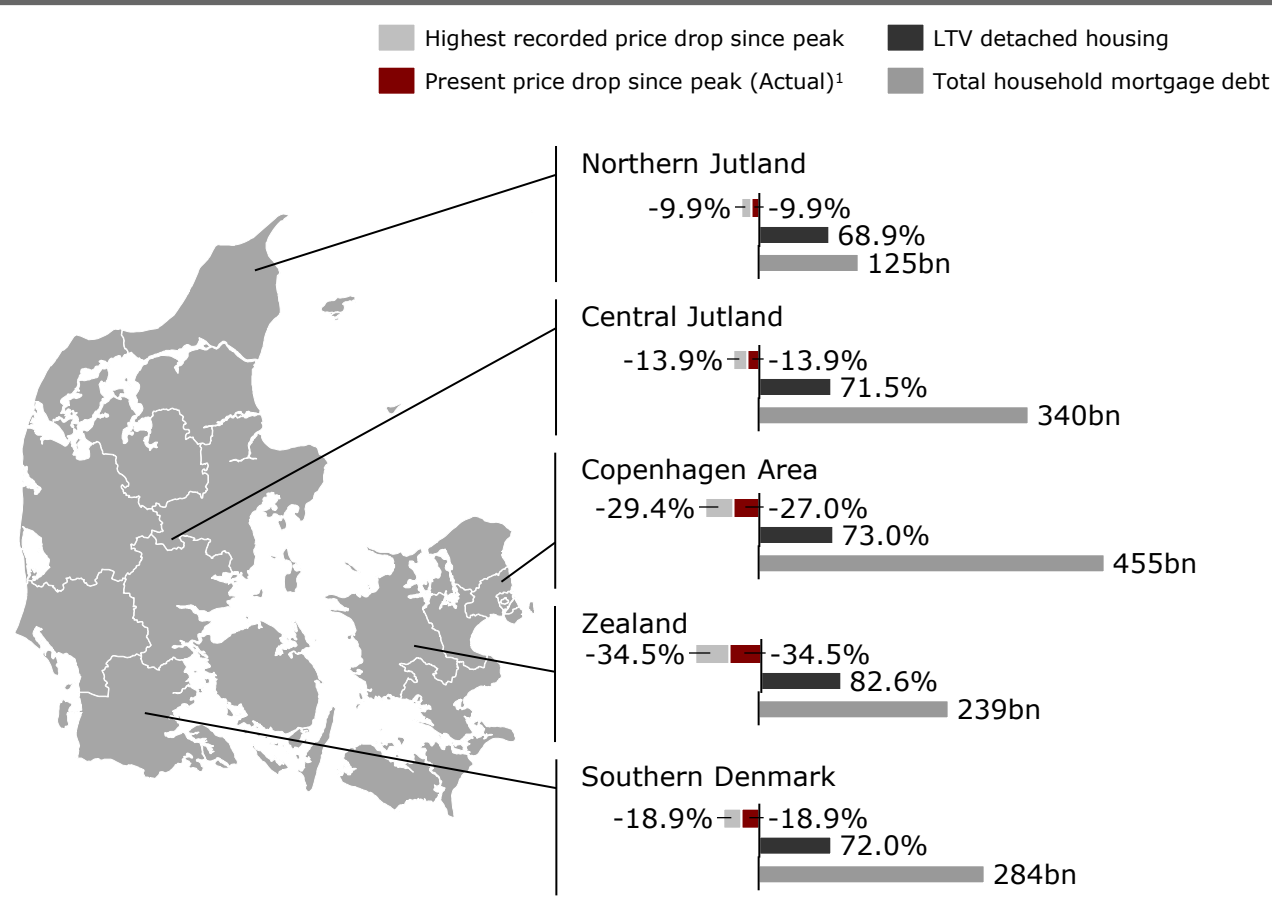 Highest recorded price drop since peak
LTV detached housing
Present price drop since peak (Actual)¹
Total household mortgage debt
Northern Jutland
-9.9% -9.9%
68.9%
125bn
Central Jutland
-13.9% -13.9%
71.5%
340bn
Copenhagen Area
-29.4% -27.0%
73.0%
455bn
Zealand
-34.5% -34.5%
82.6%
239bn
Southern Denmark
-18.9% -18.9%
72.0%
284bn